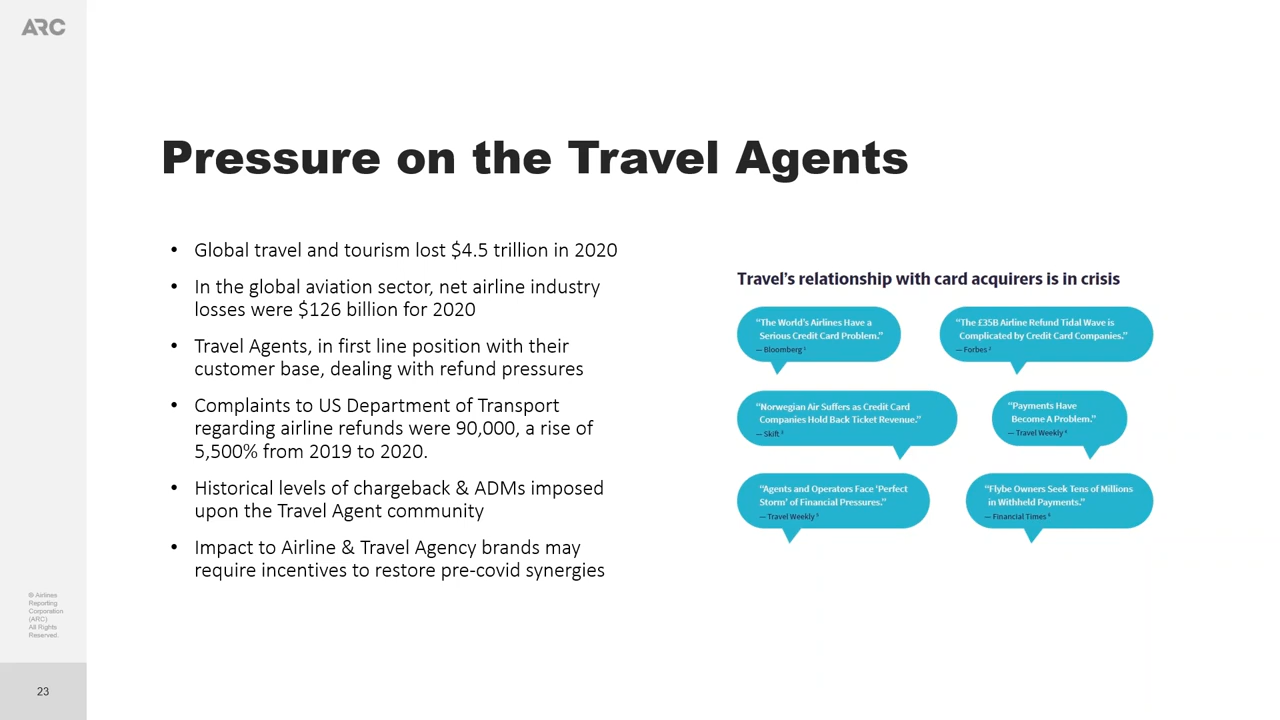 ARC
Pressure on the Travel Agents
• Global travel and tourism lost $4.5 trillion in 2020
• In the global aviation sector, net airline industry
losses were $126 billion for 2020
• Travel Agents, in first line position with their
customer base, dealing with refund pressures
• Complaints to US Department of Transport
regarding airline refunds were 90,000, a rise of
5,500% from 2019 to 2020.
• Historical levels of chargeback & ADMs imposed
upon the Travel Agent community
• Impact to Airline & Travel Agency brands may
require incentives to restore pre-covid synergies
Travel’s relationship with card acquirers is in crisis
“The World’s Airlines Have a
Serious Credit Card Problem.”
— Bloomberg ¹
“The £35B Airline Refund Tidal Wave is
Complicated by Credit Card Companies.”
— Forbes ²
“Norwegian Air Suffers as Credit Card
Companies Hold Back Ticket Revenue.”
— Skift ³
“Payments Have
Become A Problem.”
— Travel Weekly ⁴
“Agents and Operators Face ‘Perfect
Storm’ of Financial Pressures.”
— Travel Weekly ⁵
“Flybe Owners Seek Tens of Millions
in Withheld Payments.”
— Financial Times ⁶
© Airlines
Reporting
Corporation
(ARC)
All Rights
Reserved.
23